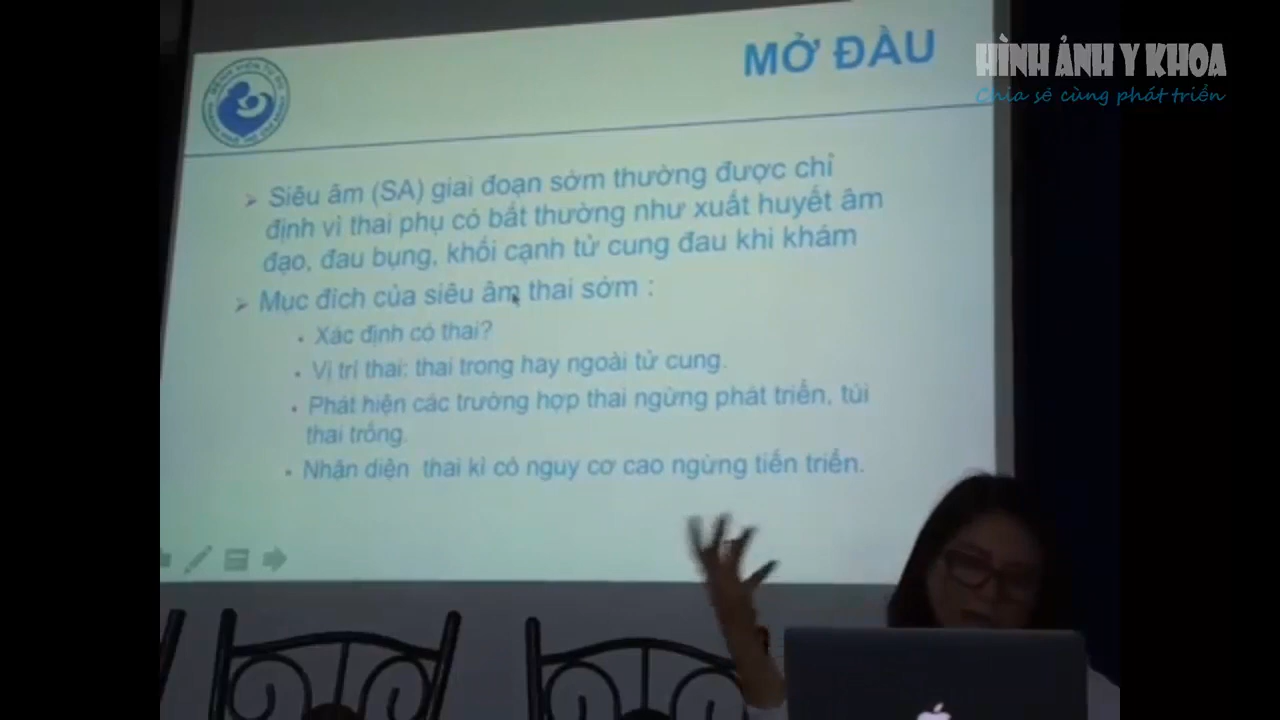 MỞ ĐẦU
HÌNH ẢNH Y KHOA
Chia sẻ cùng phát triển
Siêu âm (SA) giai đoạn sớm thường được chỉ
định vì thai phụ có bất thường như xuất huyết âm
đạo, đau bụng, khối cạnh tử cung đau khi khám
Mục đích của siêu âm thai sớm :
Xác định có thai?
Vị trí thai: thai trong hay ngoài tử cung.
Phát hiện các trường hợp thai ngừng phát triển, túi
thai trống.
Nhận diện thai kì có nguy cơ cao ngừng tiến triển.